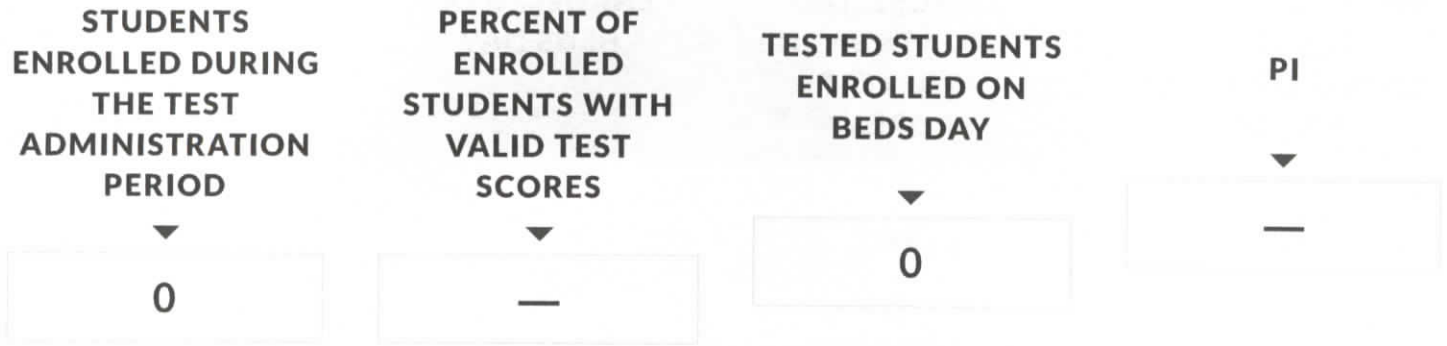 STUDENTS
ENROLLED DURING
THE TEST
ADMINISTRATION
PERIOD
0
PERCENT OF
ENROLLED
STUDENTS WITH
VALID TEST
SCORES
—
TESTED STUDENTS
ENROLLED ON
BEDS DAY
0
PI
—